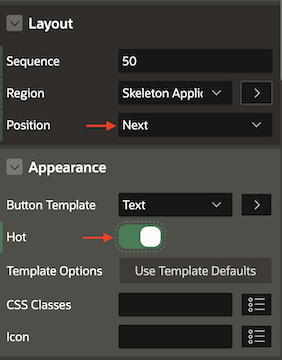 Layout
Sequence 50
Region Skeleton Applic
Position Next
Appearance
Button Template Text
Hot
Template Options Use Template Defaults
CSS Classes
Icon